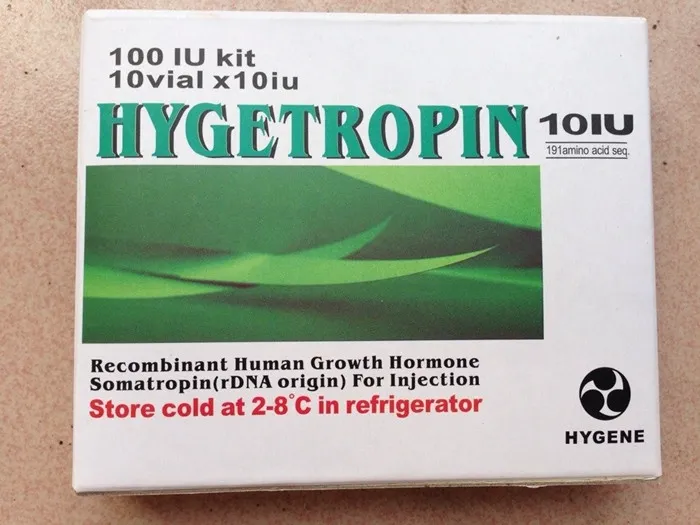 100 IU kit
10vial x10iu
HYGETROPIN 10IU
191amino acid seq.
Recombinant Human Growth Hormone
Somatropin(rDNA origin) For Injection
Store cold at 2-8°C in refrigerator
HYGENE